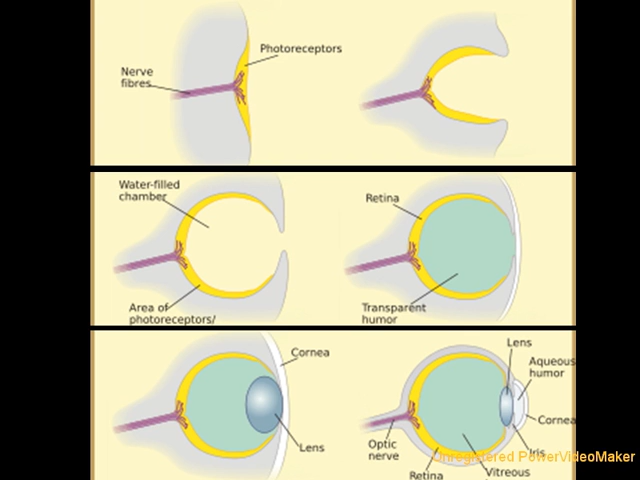 Photoreceptors
Nerve
fibres
Water-filled
chamber
Area of
photoreceptors/
Retina
Transparent
humor
Cornea
Lens
Lens
Aqueous
humor
Cornea
Iris
Optic
nerve
Retina
Vitreous
Unregistered PowerVideoMaker